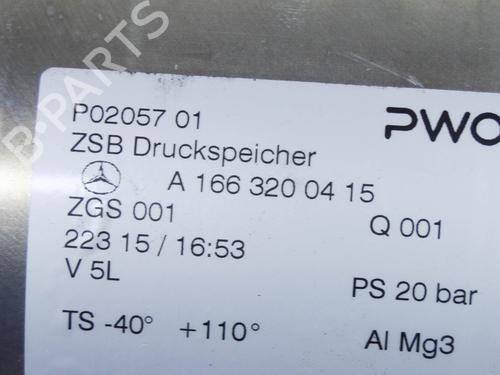 P02057 01
PWO
ZSB Druckspeicher
A 166 320 04 15
ZGS 001
Q 001
223 15 / 16:53
V 5L
PS 20 bar
TS -40° +110°
Al Mg3
B-PARTS